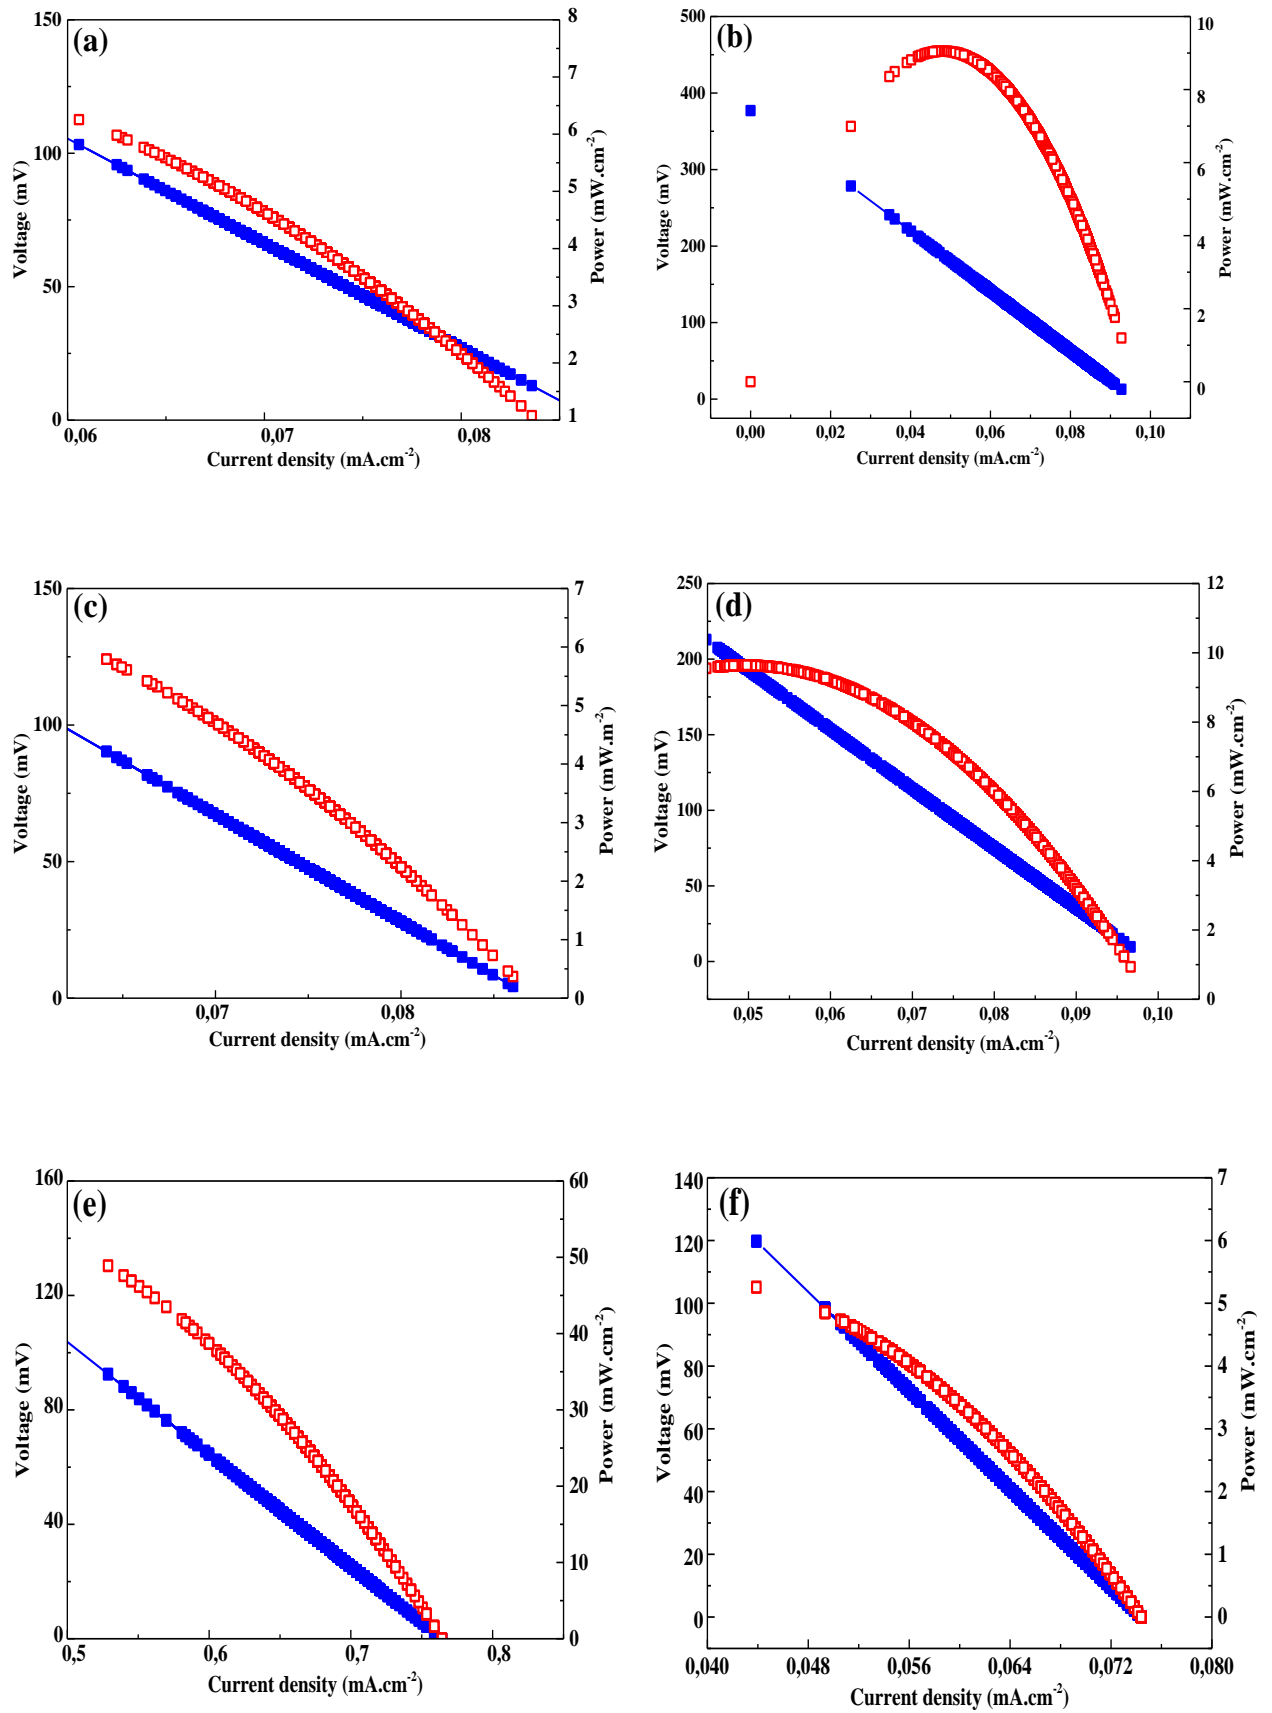 (a)
150
100
50
0
Voltage (mV)
8
7
6
5
4
3
2
1
Power (mW.cm-2)
0,06 0,07 0,08
Current density (mA.cm-2)
(b)
500
400
300
200
100
0
Voltage (mV)
10
8
6
4
2
0
Power (mW.cm-2)
0,00 0,02 0,04 0,06 0,08 0,10
Current density (mA.cm-2)
(c)
150
100
50
0
Voltage (mV)
7
6
5
4
3
2
1
0
Power (mW.m-2)
0,07 0,08
Current density (mA.cm-2)
(d)
250
200
150
100
50
0
Voltage (mV)
12
10
8
6
4
2
0
Power (mW.cm-2)
0,05 0,06 0,07 0,08 0,09 0,10
Current density (mA.cm-2)
(e)
160
120
80
40
0
Voltage (mV)
60
50
40
30
20
10
0
Power (mW.cm-2)
0,5 0,6 0,7 0,8
Current density (mA.cm-2)
(f)
140
120
100
80
60
40
20
0
Voltage (mV)
7
6
5
4
3
2
1
0
Power (mW.cm-2)
0,040 0,048 0,056 0,064 0,072 0,080
Current density (mA.cm-2)